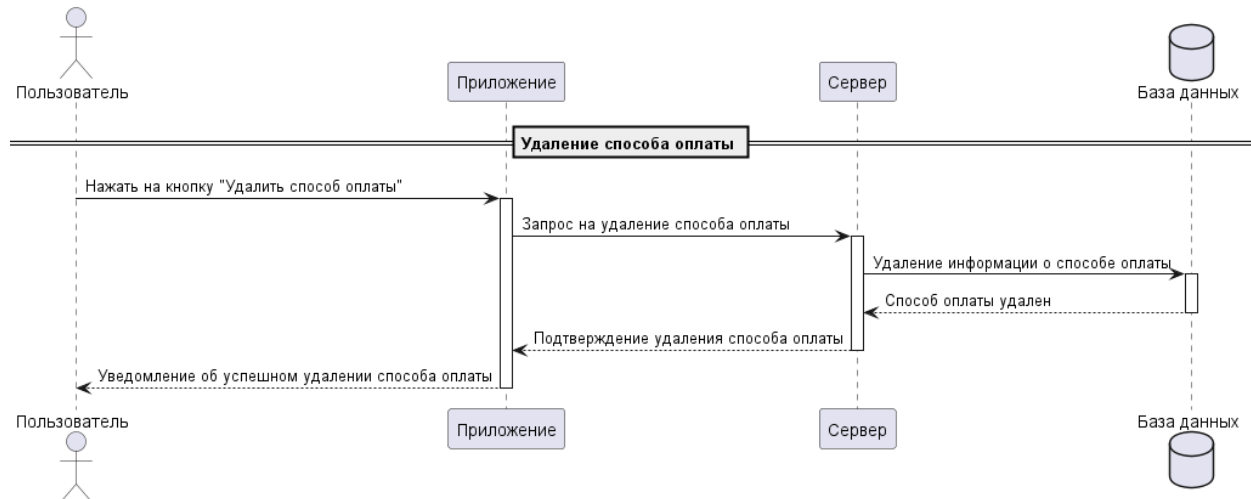 Пользователь
Приложение
Сервер
База данных
Удаление способа оплаты
Нажать на кнопку "Удалить способ оплаты"
Запрос на удаление способа оплаты
Удаление информации о способе оплаты
Способ оплаты удален
Подтверждение удаления способа оплаты
Уведомление об успешном удалении способа оплаты
Пользователь
Приложение
Сервер
База данных